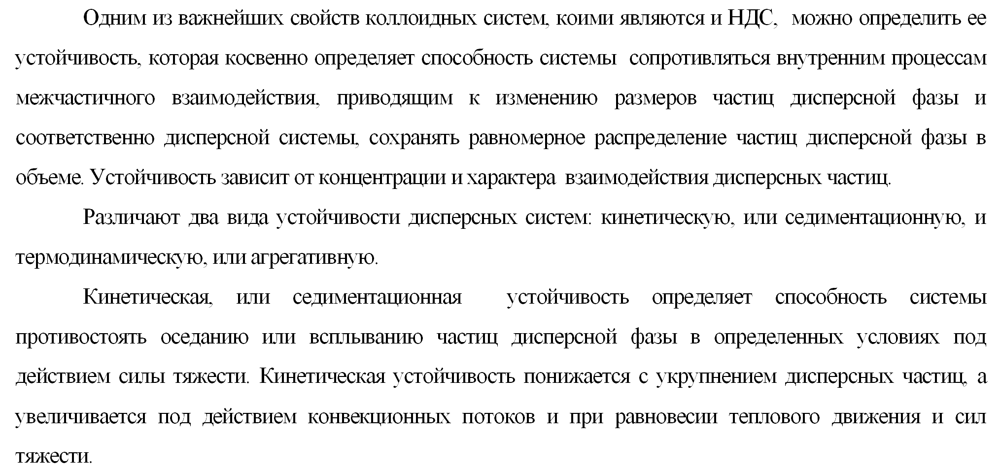 Одним из важнейших свойств коллоидных систем, коими являются и НДС, можно определить ее
устойчивость, которая косвенно определяет способность системы сопротивляться внутренним процессам
межчастичного взаимодействия, приводящим к изменению размеров частиц дисперсной фазы и
соответственно дисперсной системы, сохранять равномерное распределение частиц дисперсной фазы в
объеме. Устойчивость зависит от концентрации и характера взаимодействия дисперсных частиц.
Различают два вида устойчивости дисперсных систем: кинетическую, или седиментационную, и
термодинамическую, или агрегативную.
Кинетическая, или седиментационная устойчивость определяет способность системы
противостоять оседанию или всплыванию частиц дисперсной фазы в определенных условиях под
действием силы тяжести. Кинетическая устойчивость понижается с укрупнением дисперсных частиц, а
увеличивается под действием конвекционных потоков и при равновесии теплового движения и сил
тяжести.